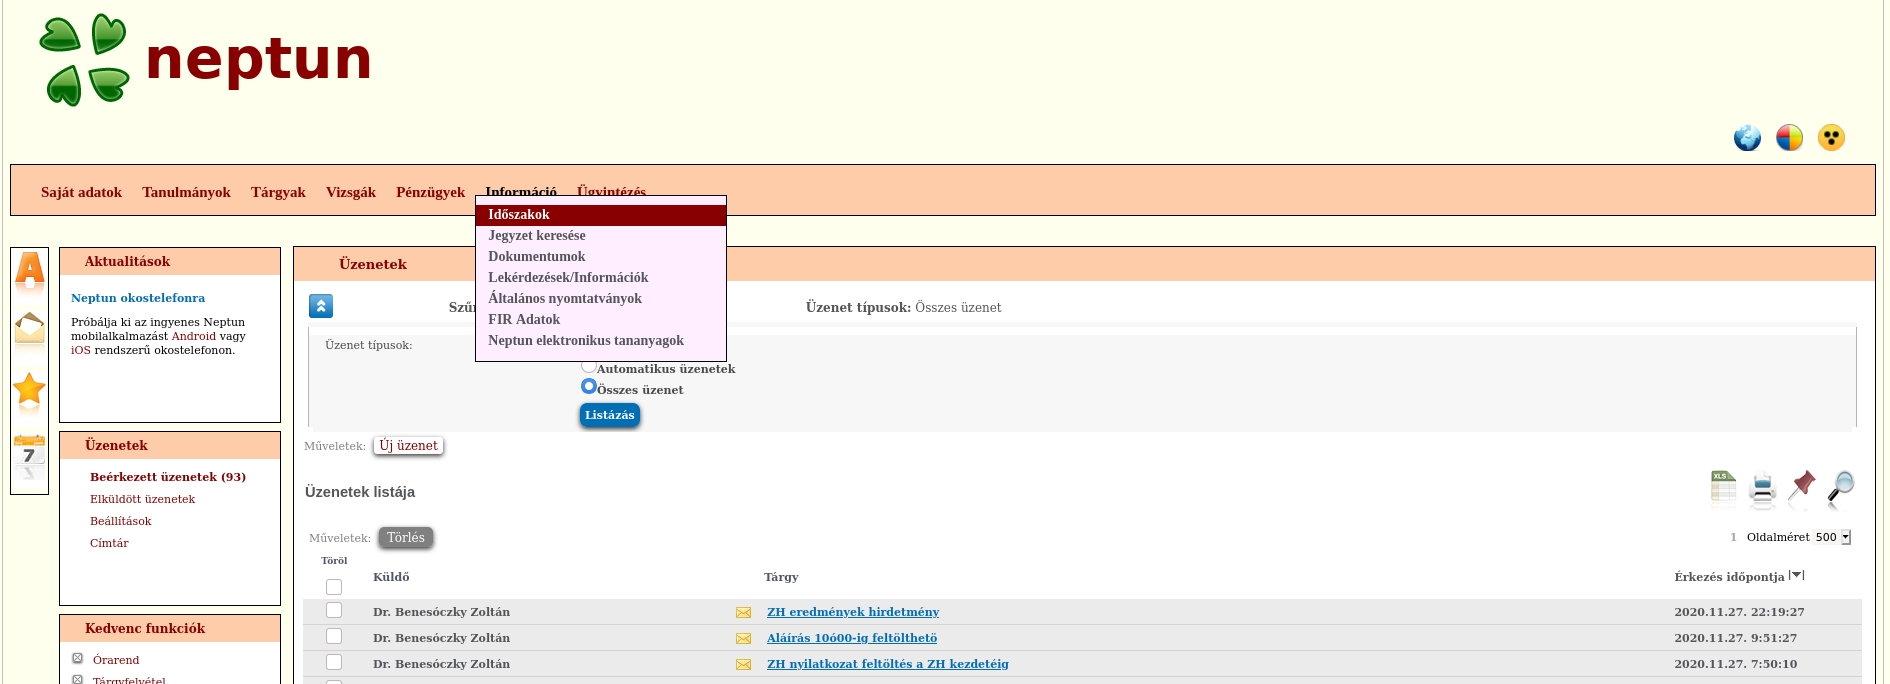 neptun
Saját adatok Tanulmányok Tárgyak Vizsgák Pénzügyek Információ Ügyintézés
Időszakok
Jegyzet keresése
Dokumentumok
Lekérdezések/Információk
Általános nyomtatványok
FIR Adatok
Neptun elektronikus tananyagok
A
7
Aktualitások
Neptun okostelefonra
Próbálja ki az ingyenes Neptun
mobilalkalmazást Android vagy
iOS rendszerű okostelefonon.
Üzenetek
Beérkezett üzenetek (93)
Elküldött üzenetek
Beállítások
Címtár
Kedvenc funkciók
Órarend
Tárgyfelvétel
Üzenetek
Üzenet típusok: Összes üzenet
Üzenet típusok:
Automatikus üzenetek
Összes üzenet
Listázás
Műveletek: Új üzenet
Üzenetek listája
XLS
Műveletek: Törlés
1 Oldalméret 500
Töröl
Küldő Tárgy Érkezés időpontja
Dr. Benesóczky Zoltán ZH eredmények hirdetmény 2020.11.27. 22:19:27
Dr. Benesóczky Zoltán Aláírás 10ó00-ig feltölthetö 2020.11.27. 9:51:27
Dr. Benesóczky Zoltán ZH nyilatkozat feltöltés a ZH kezdetéig 2020.11.27. 7:50:10